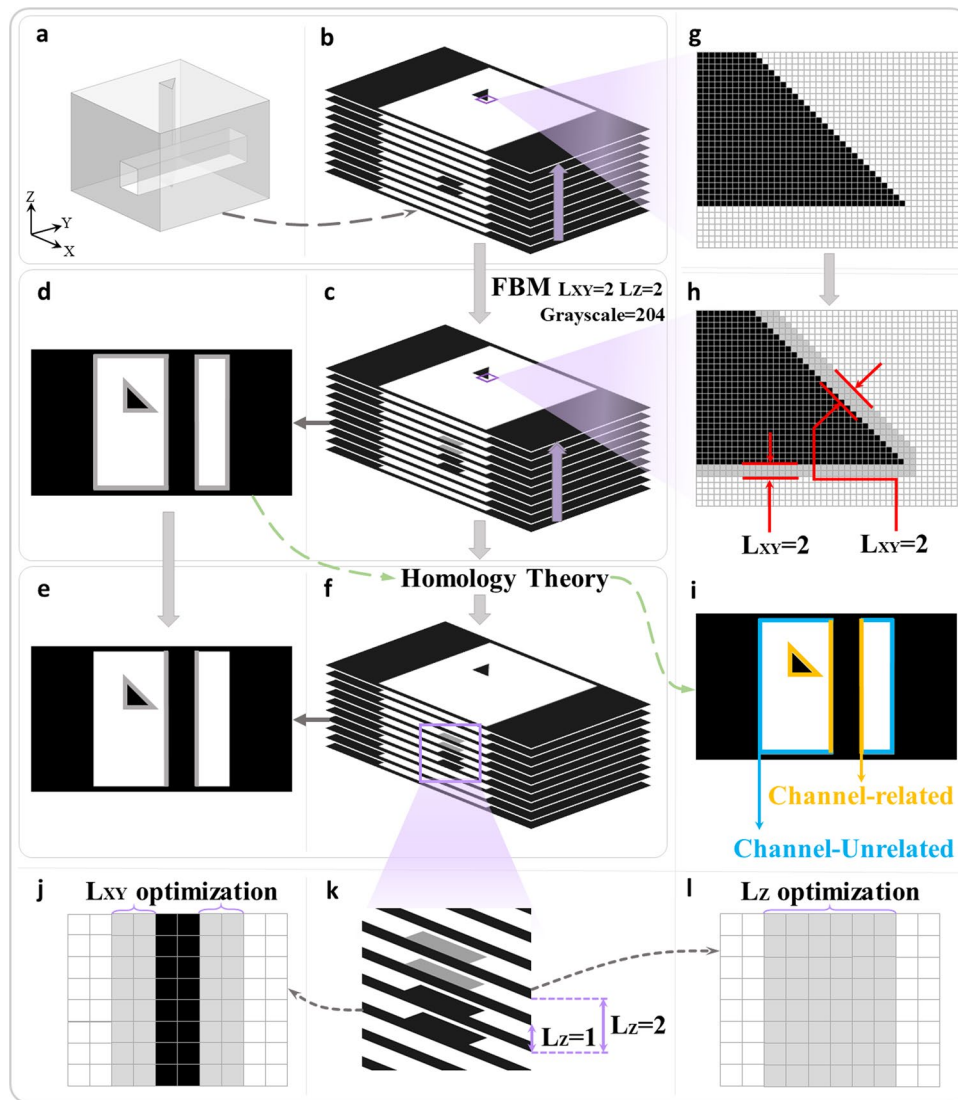 a
b
g
Z
Y
X
d
c
FBM LXY=2 LZ=2
Grayscale=204
h
LXY=2
LXY=2
e
f
Homology Theory
i
Channel-related
Channel-Unrelated
j
LXY optimization
k
l
LZ optimization
LZ=1
LZ=2